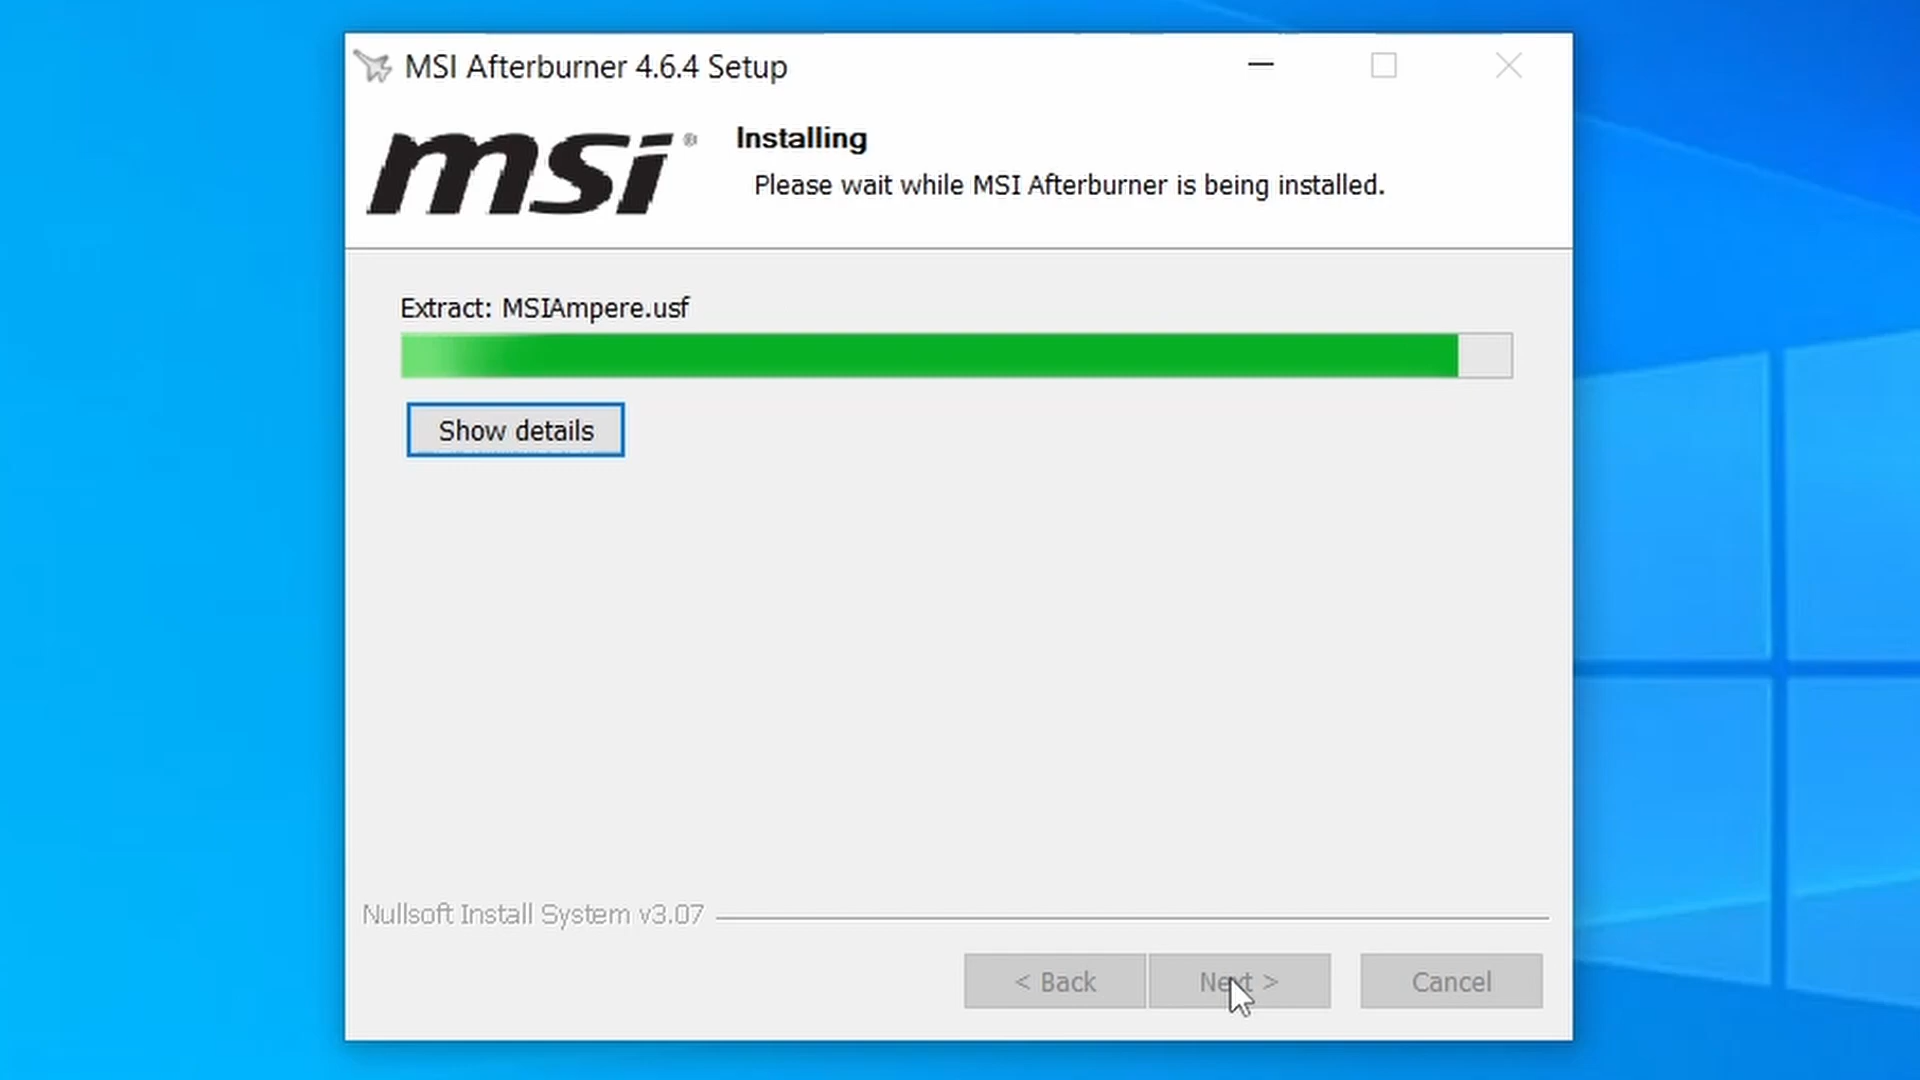 MSI Afterburner 4.6.4 Setup
msi®
Installing
Please wait while MSI Afterburner is being installed.
Extract: MSIAmpere.usf
Show details
Nullsoft Install System v3.07
< Back
Next >
Cancel